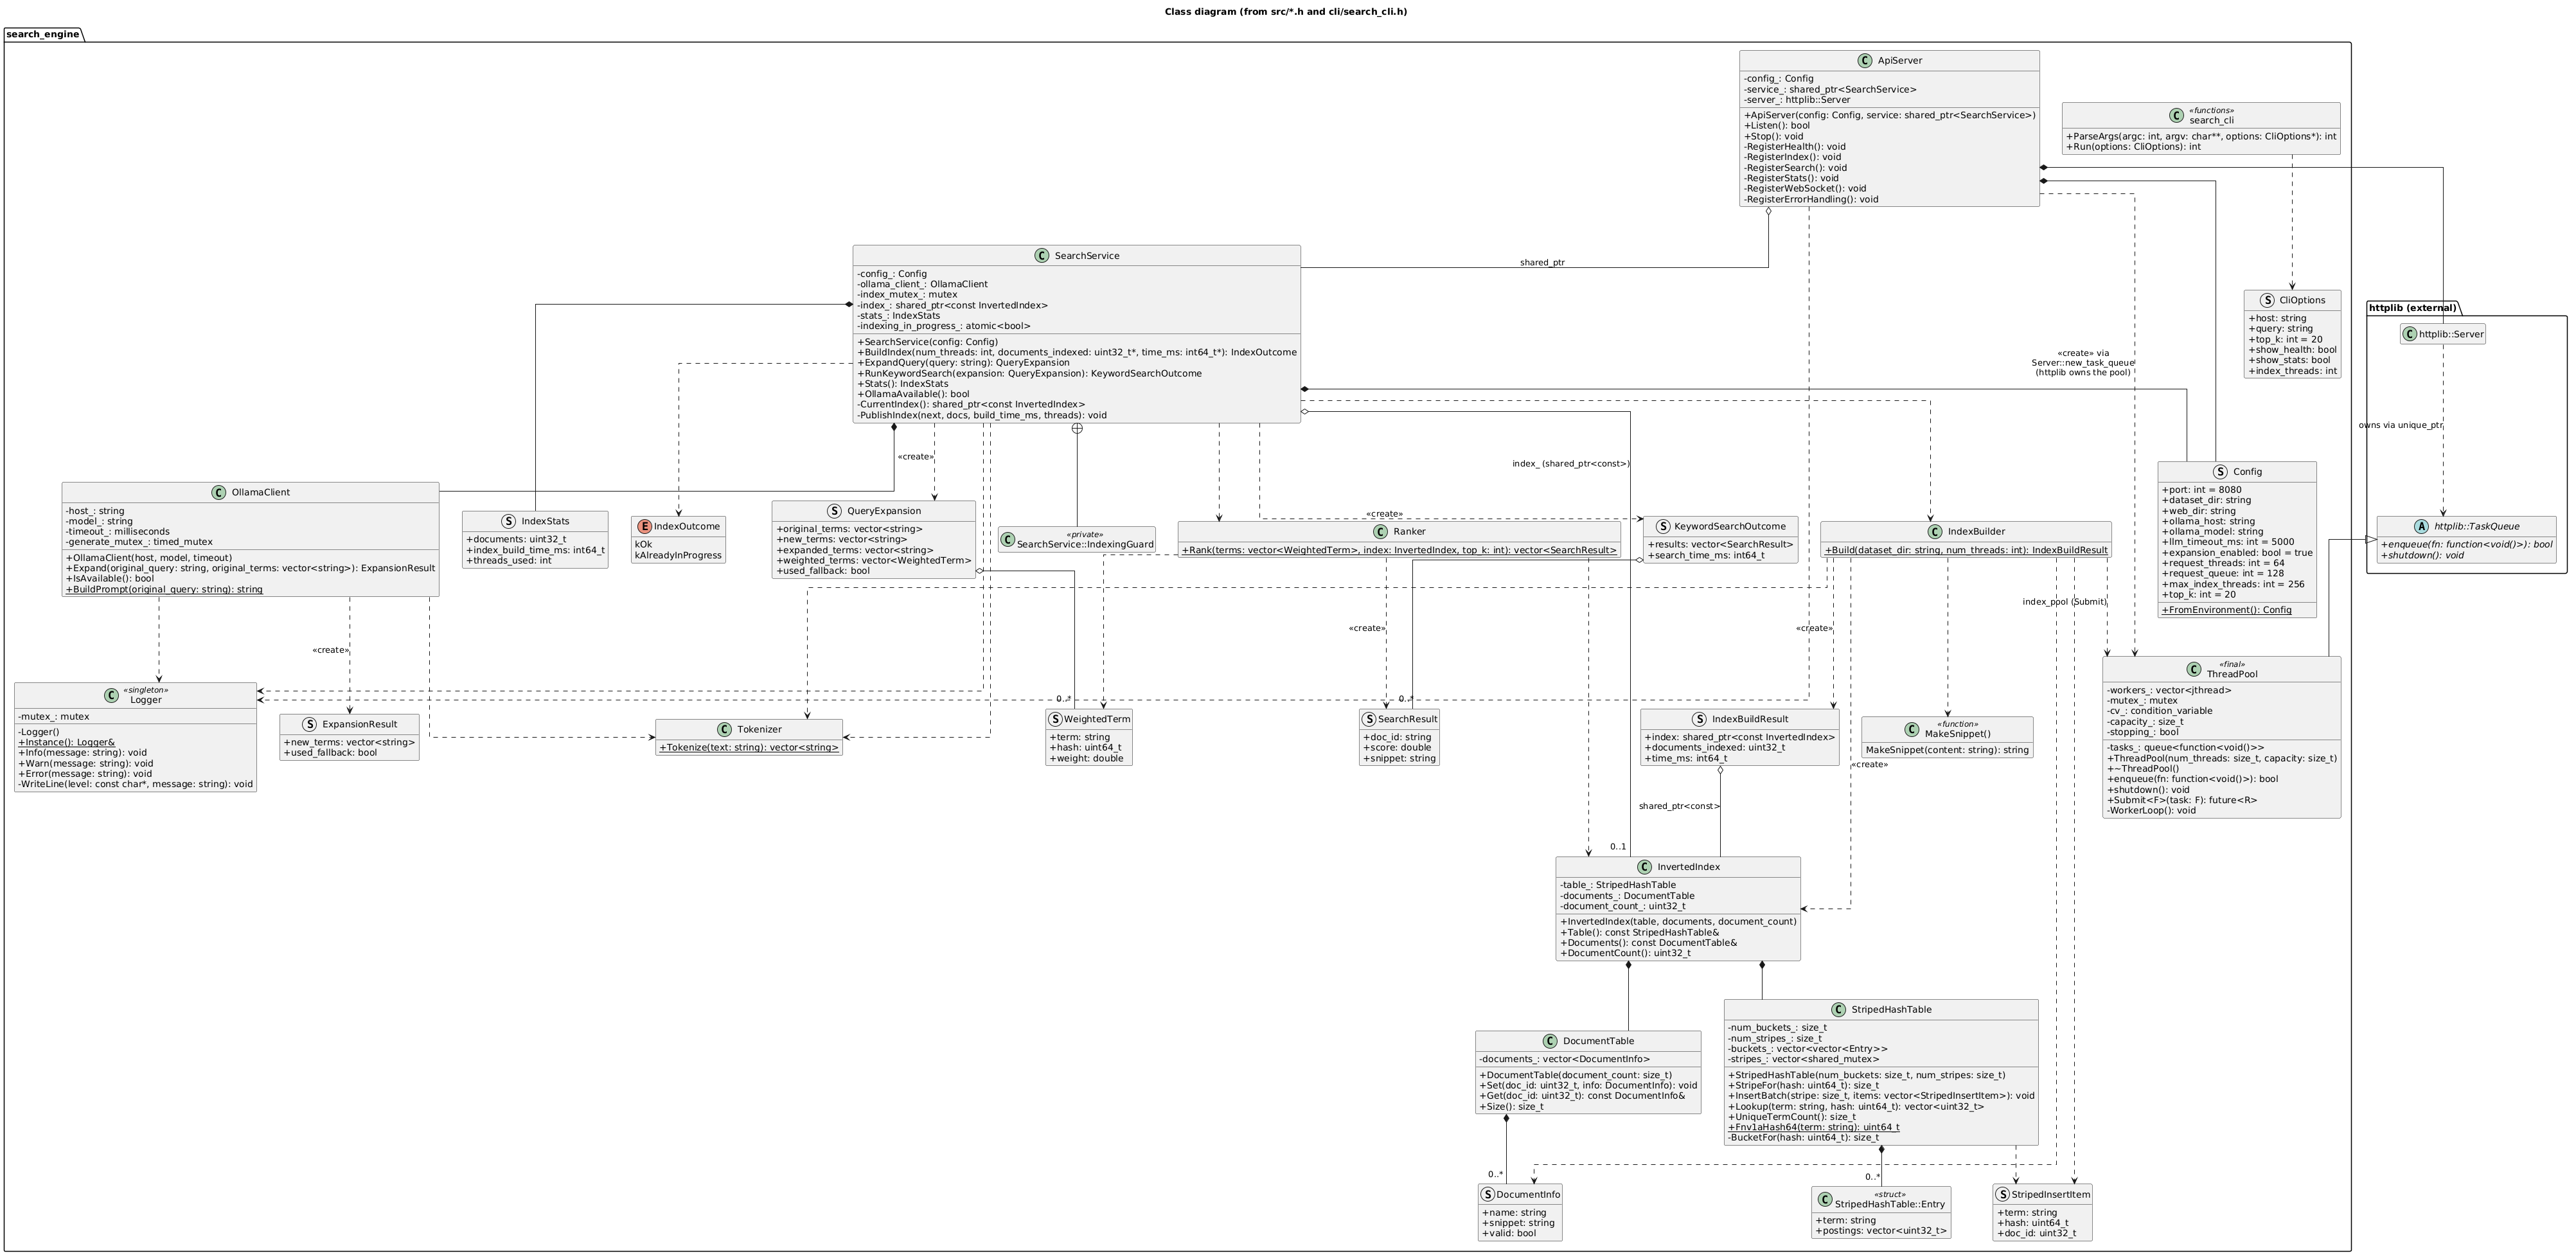 Class diagram (from src/*.h and cli/search_cli.h)
search_engine
ApiServer
-config_: Config
-service_: shared_ptr<SearchService>
-server_: httplib::Server
+ApiServer(config: Config, service: shared_ptr<SearchService>)
+Listen(): bool
+Stop(): void
-RegisterHealth(): void
-RegisterIndex(): void
-RegisterSearch(): void
-RegisterStats(): void
-RegisterWebSocket(): void
-RegisterErrorHandling(): void
«functions»
search_cli
+ParseArgs(argc: int, argv: char**, options: CliOptions*): int
+Run(options: CliOptions): int
SearchService
-config_: Config
-ollama_client_: OllamaClient
-index_mutex_: mutex
-index_: shared_ptr<const InvertedIndex>
-stats_: IndexStats
-indexing_in_progress_: atomic<bool>
+SearchService(config: Config)
+BuildIndex(num_threads: int, documents_indexed: uint32_t*, time_ms: int64_t*): IndexOutcome
+ExpandQuery(query: string): QueryExpansion
+RunKeywordSearch(expansion: QueryExpansion): KeywordSearchOutcome
+Stats(): IndexStats
+OllamaAvailable(): bool
-CurrentIndex(): shared_ptr<const InvertedIndex>
-PublishIndex(next, docs, build_time_ms, threads): void
shared_ptr
CliOptions
+host: string
+query: string
+top_k: int = 20
+show_health: bool
+show_stats: bool
+index_threads: int
httplib (external)
httplib::Server
«create» via
Server::new_task_queue
(httplib owns the pool)
owns via unique_ptr
«create»
index_ (shared_ptr<const>)
OllamaClient
-host_: string
-model_: string
-timeout_: milliseconds
-generate_mutex_: timed_mutex
+OllamaClient(host, model, timeout)
+Expand(original_query: string, original_terms: vector<string>): ExpansionResult
+IsAvailable(): bool
+BuildPrompt(original_query: string): string
IndexStats
+documents: uint32_t
+index_build_time_ms: int64_t
+threads_used: int
IndexOutcome
kOk
kAlreadyInProgress
QueryExpansion
+original_terms: vector<string>
+new_terms: vector<string>
+expanded_terms: vector<string>
+weighted_terms: vector<WeightedTerm>
+used_fallback: bool
«private»
SearchService::IndexingGuard
Ranker
+Rank(terms: vector<WeightedTerm>, index: InvertedIndex, top_k: int): vector<SearchResult>
«create»
KeywordSearchOutcome
+results: vector<SearchResult>
+search_time_ms: int64_t
IndexBuilder
+Build(dataset_dir: string, num_threads: int): IndexBuildResult
Config
+port: int = 8080
+dataset_dir: string
+web_dir: string
+ollama_host: string
+ollama_model: string
+llm_timeout_ms: int = 5000
+expansion_enabled: bool = true
+request_threads: int = 64
+request_queue: int = 128
+max_index_threads: int = 256
+top_k: int = 20
+FromEnvironment(): Config
httplib::TaskQueue
+enqueue(fn: function<void()>): bool
+shutdown(): void
index_pool (Submit)
«create»
«create»
«create»
0..*
0..*
«singleton»
Logger
-mutex_: mutex
-Logger()
+Instance(): Logger&
+Info(message: string): void
+Warn(message: string): void
+Error(message: string): void
-WriteLine(level: const char*, message: string): void
ExpansionResult
+new_terms: vector<string>
+used_fallback: bool
Tokenizer
+Tokenize(text: string): vector<string>
WeightedTerm
+term: string
+hash: uint64_t
+weight: double
SearchResult
+doc_id: string
+score: double
+snippet: string
IndexBuildResult
+index: shared_ptr<const InvertedIndex>
+documents_indexed: uint32_t
+time_ms: int64_t
«function»
MakeSnippet()
MakeSnippet(content: string): string
«create»
«final»
ThreadPool
-workers_: vector<jthread>
-mutex_: mutex
-cv_: condition_variable
-capacity_: size_t
-stopping_: bool
-tasks_: queue<function<void()>>
+ThreadPool(num_threads: size_t, capacity: size_t)
+~ThreadPool()
+enqueue(fn: function<void()>): bool
+shutdown(): void
+Submit<F>(task: F): future<R>
-WorkerLoop(): void
shared_ptr<const>
0..1
InvertedIndex
-table_: StripedHashTable
-documents_: DocumentTable
-document_count_: uint32_t
+InvertedIndex(table, documents, document_count)
+Table(): const StripedHashTable&
+Documents(): const DocumentTable&
+DocumentCount(): uint32_t
DocumentTable
-documents_: vector<DocumentInfo>
+DocumentTable(document_count: size_t)
+Set(doc_id: uint32_t, info: DocumentInfo): void
+Get(doc_id: uint32_t): const DocumentInfo&
+Size(): size_t
StripedHashTable
-num_buckets_: size_t
-num_stripes_: size_t
-buckets_: vector<vector<Entry>>
-stripes_: vector<shared_mutex>
+StripedHashTable(num_buckets: size_t, num_stripes: size_t)
+StripeFor(hash: uint64_t): size_t
+InsertBatch(stripe: size_t, items: vector<StripedInsertItem>): void
+Lookup(term: string, hash: uint64_t): vector<uint32_t>
+UniqueTermCount(): size_t
+Fnv1aHash64(term: string): uint64_t
-BucketFor(hash: uint64_t): size_t
0..*
0..*
DocumentInfo
+name: string
+snippet: string
+valid: bool
«struct»
StripedHashTable::Entry
+term: string
+postings: vector<uint32_t>
StripedInsertItem
+term: string
+hash: uint64_t
+doc_id: uint32_t